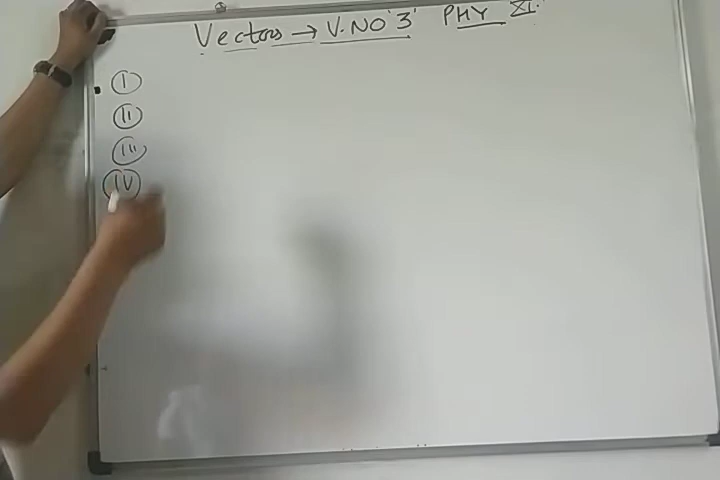 Vectors → V.NO '3' PHY XI.
I
II
III
IV